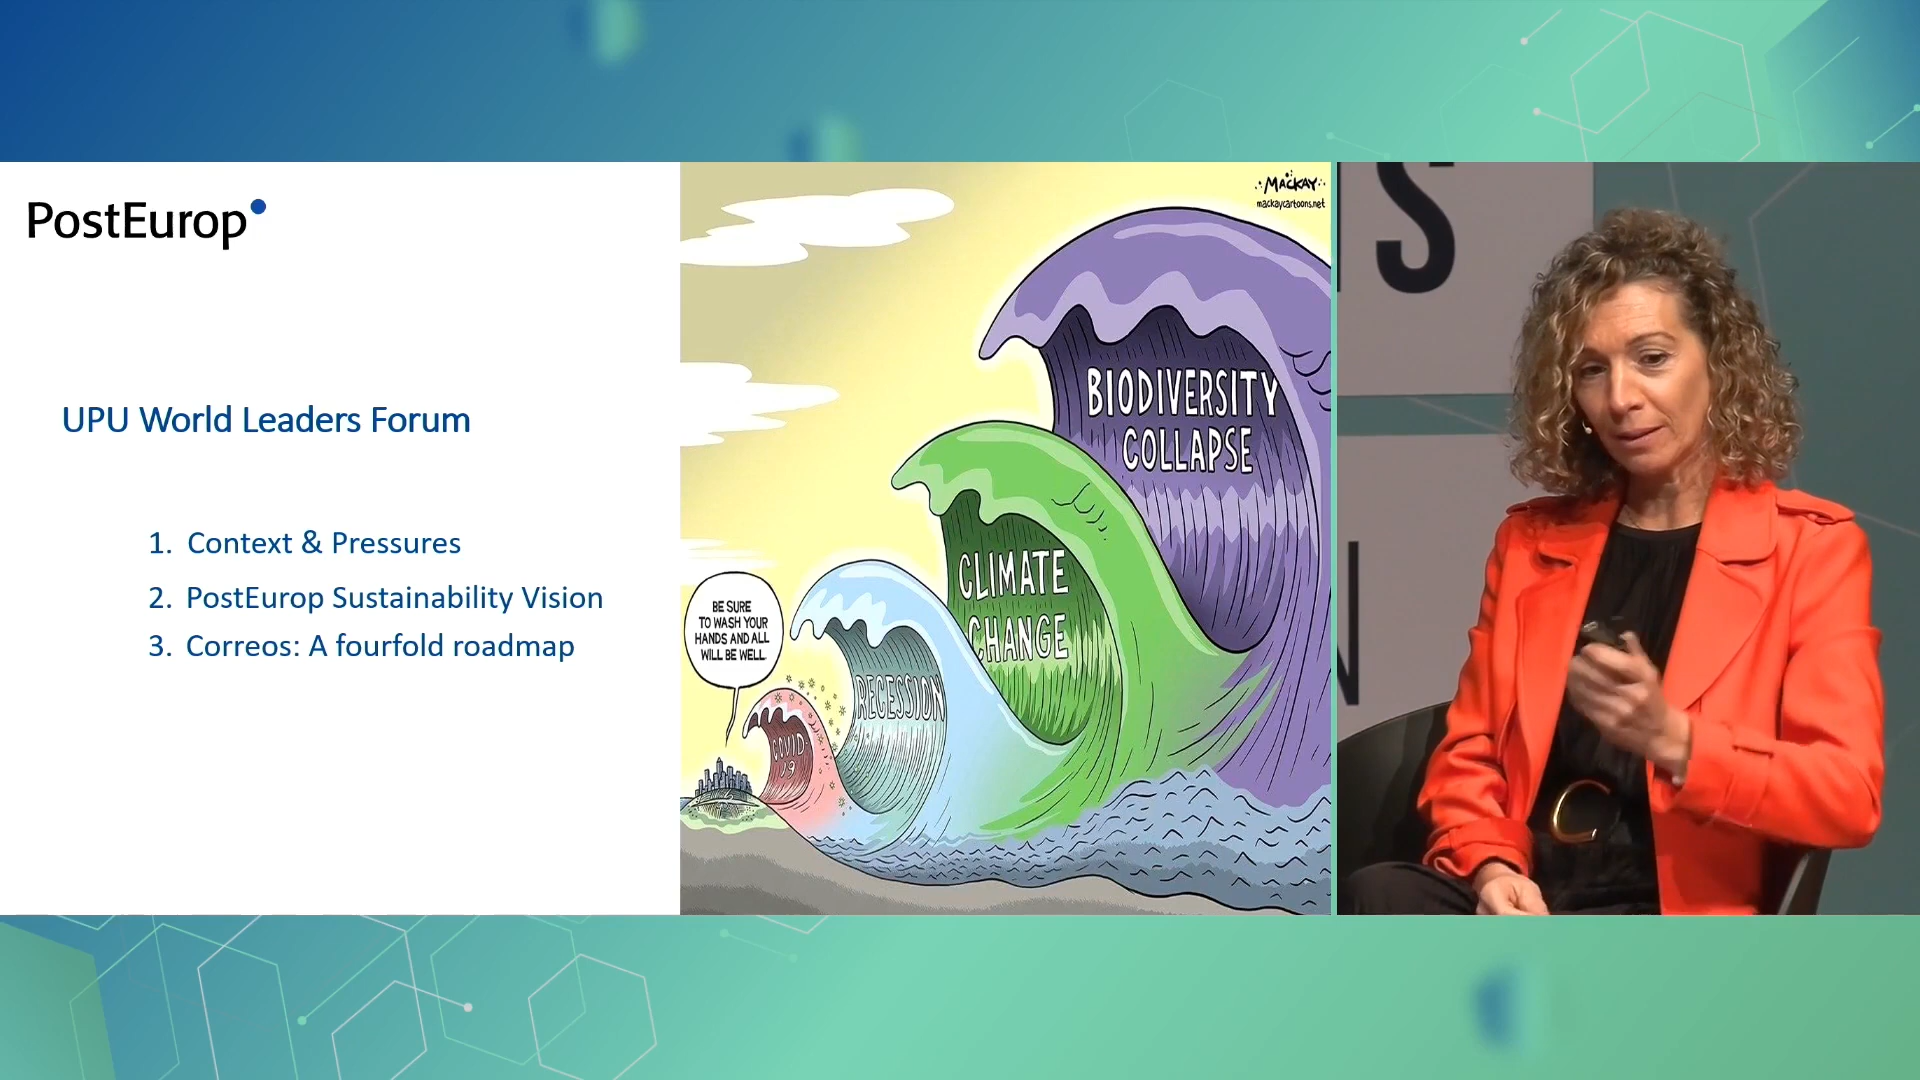 PostEurop
UPU World Leaders Forum
1. Context & Pressures
2. PostEurop Sustainability Vision
3. Correos: A fourfold roadmap
MACKAY
mackaycartoons.net
BIODIVERSITY
COLLAPSE
CLIMATE
CHANGE
RECESSION
COVID
19
BE SURE
TO WASH YOUR
HANDS AND ALL
WILL BE WELL.
S
N
C